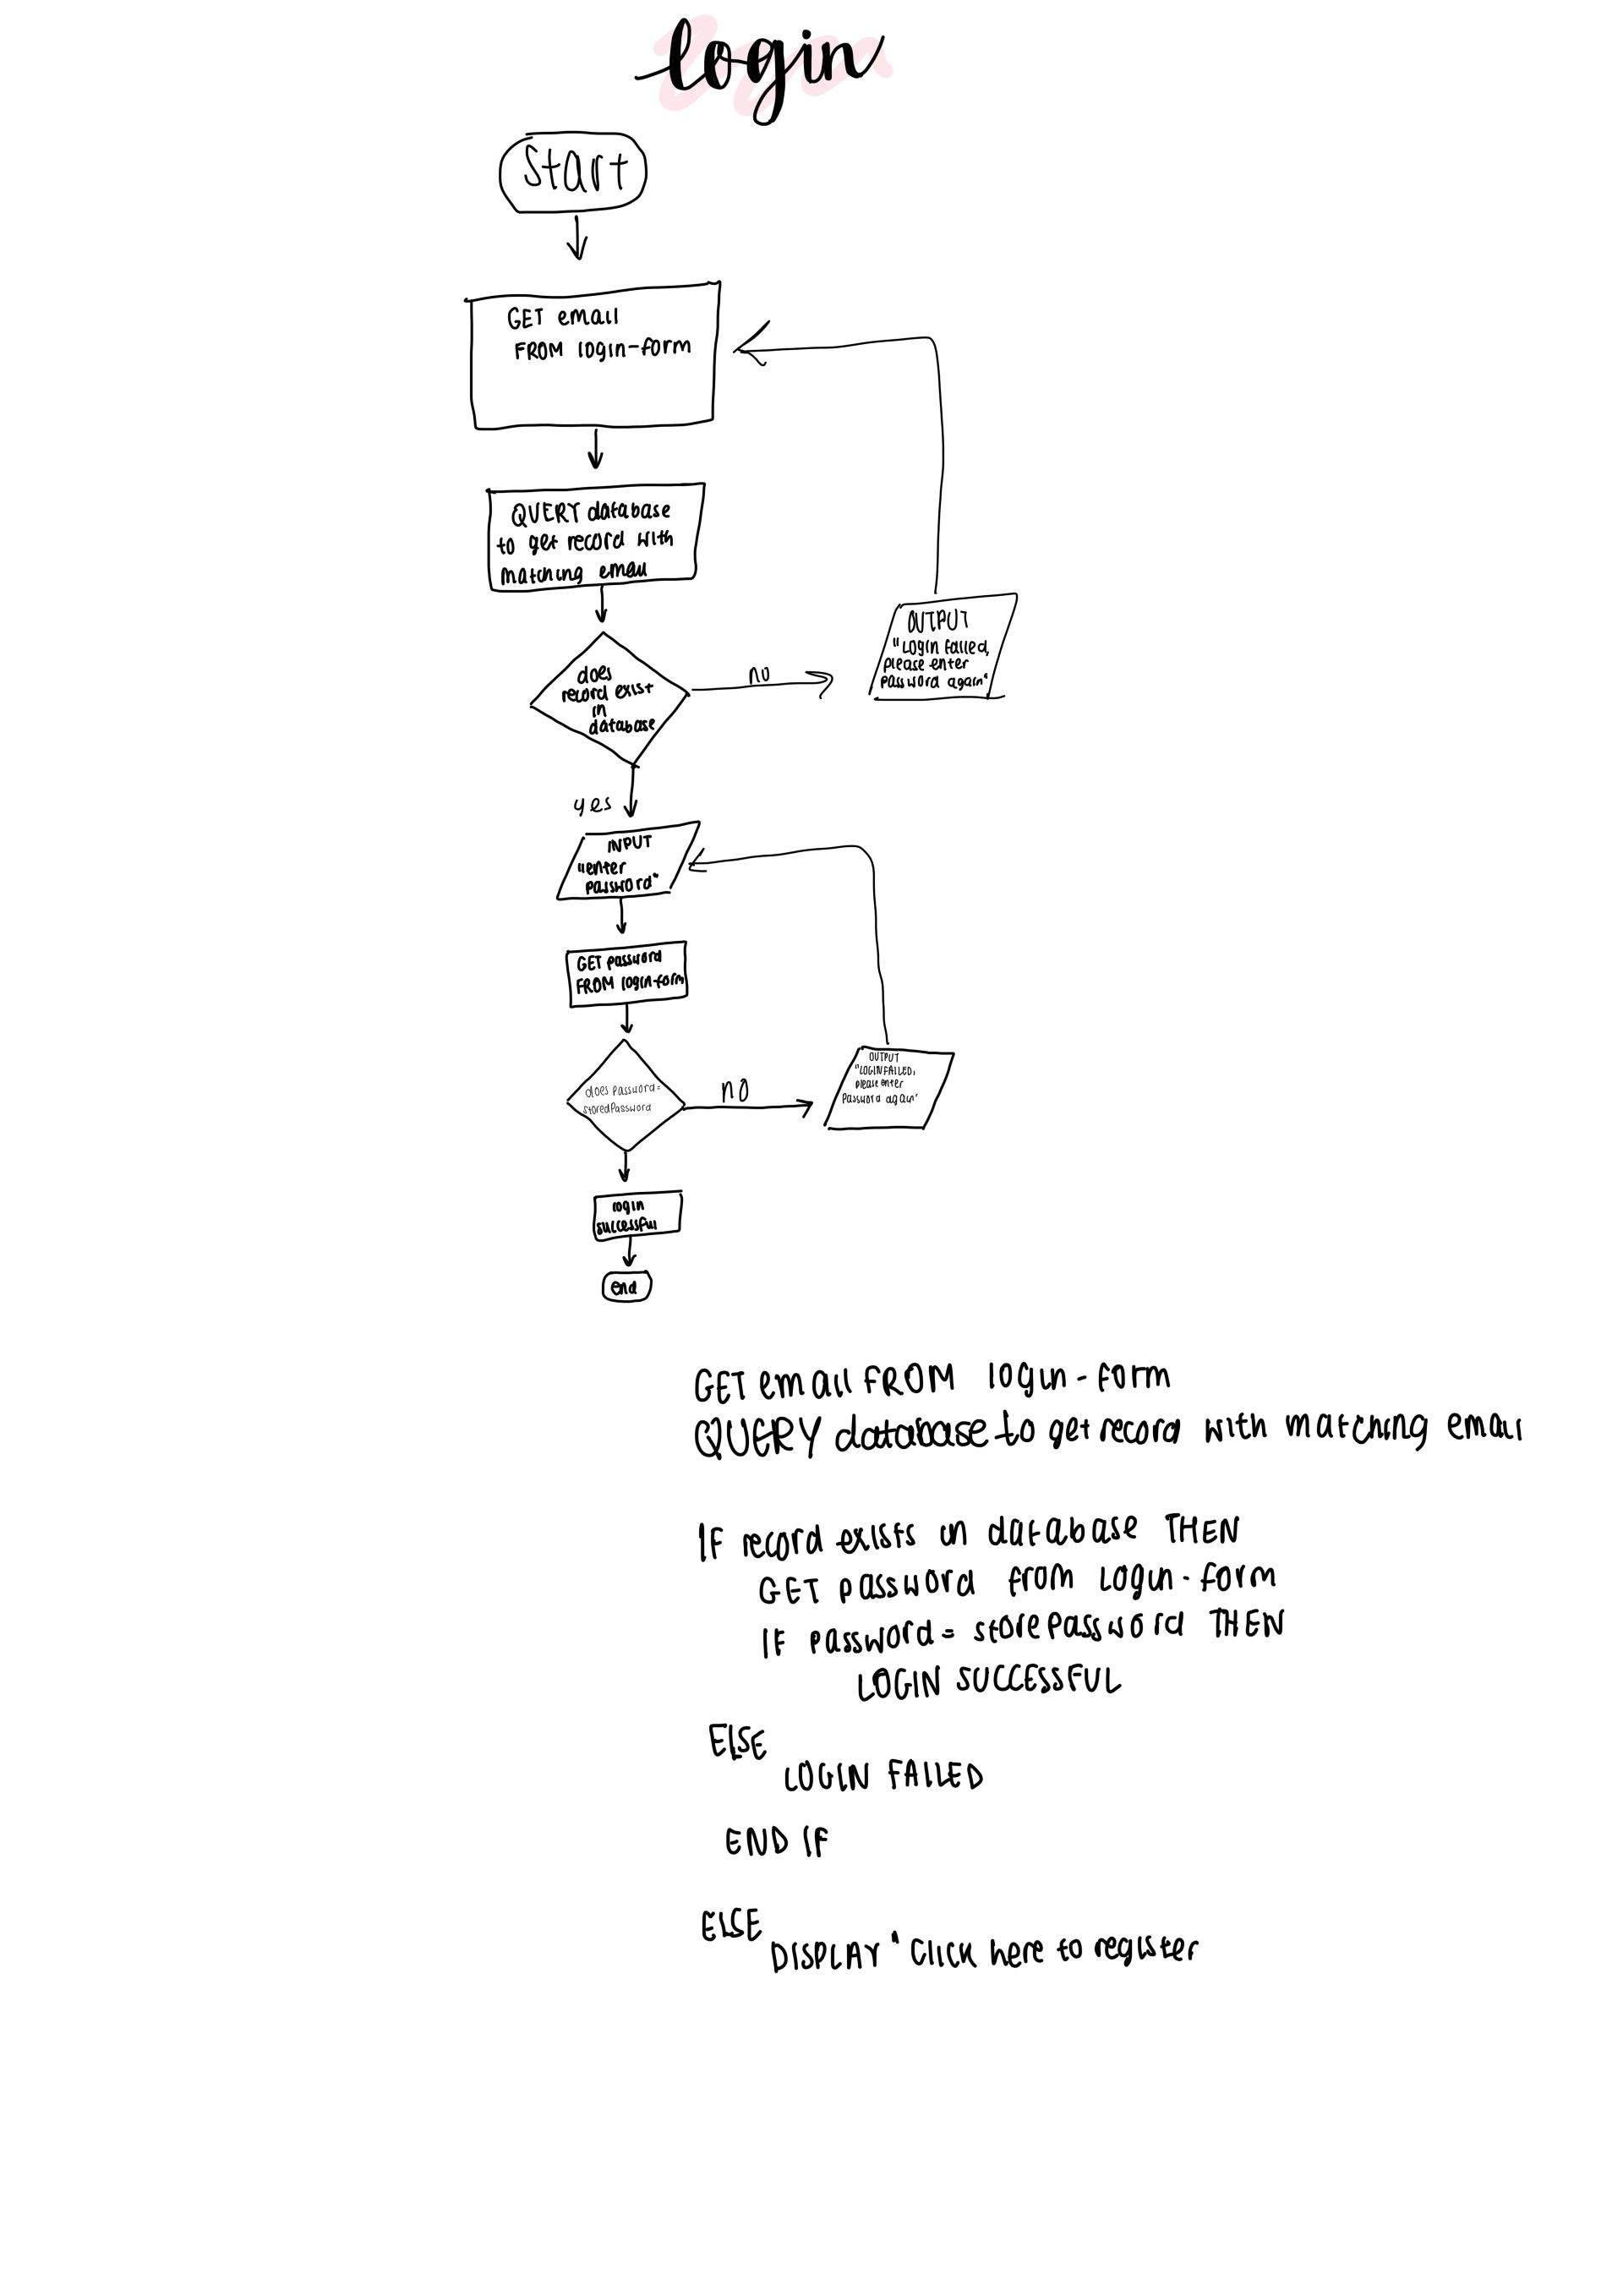 login
Start
GET email
FROM login-form
QUERY database
to get record with
matching email
does
record exist
in
database
no
OUTPUT
"Login failed,
please enter
password again"
yes
INPUT
"enter
password"
GET password
FROM login-form
does password =
storedPassword
no
OUTPUT
"LOGIN FAILED,
please enter
password again"
login
successful
end
GET email FROM login-form
QUERY database to get record with matching email
IF record exists in database THEN
GET password from login-form
IF password = storePassword THEN
LOGIN SUCCESSFUL
ELSE
LOGIN FAILED
END IF
ELSE
DISPLAY " Click here to register